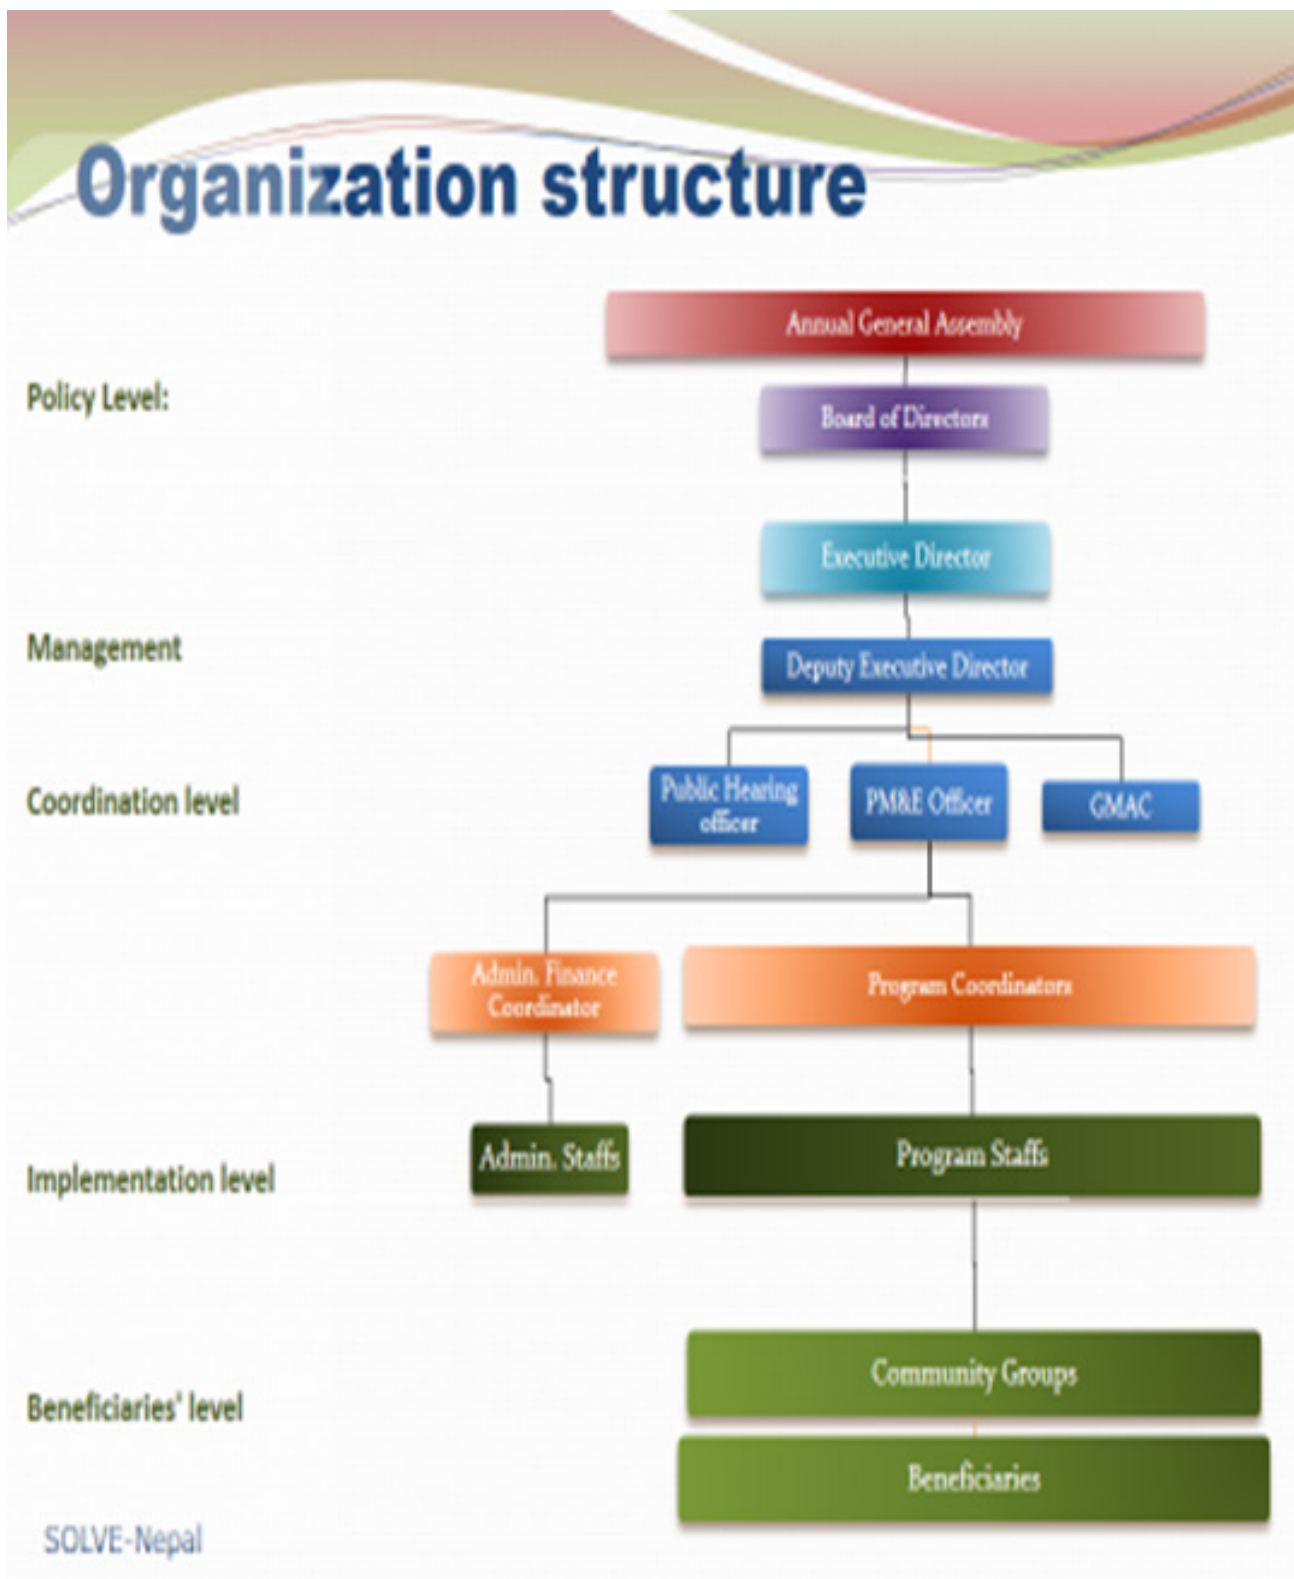 Organization structure
Annual General Assembly
Policy Level:
Board of Directors
Executive Director
Management
Deputy Executive Director
Public Hearing
officer
PM&E Officer
GMAC
Coordination level
Admin. Finance
Coordinator
Program Coordinators
Admin. Staffs
Program Staffs
Implementation level
Community Groups
Beneficiaries' level
Beneficiaries
SOLVE-Nepal